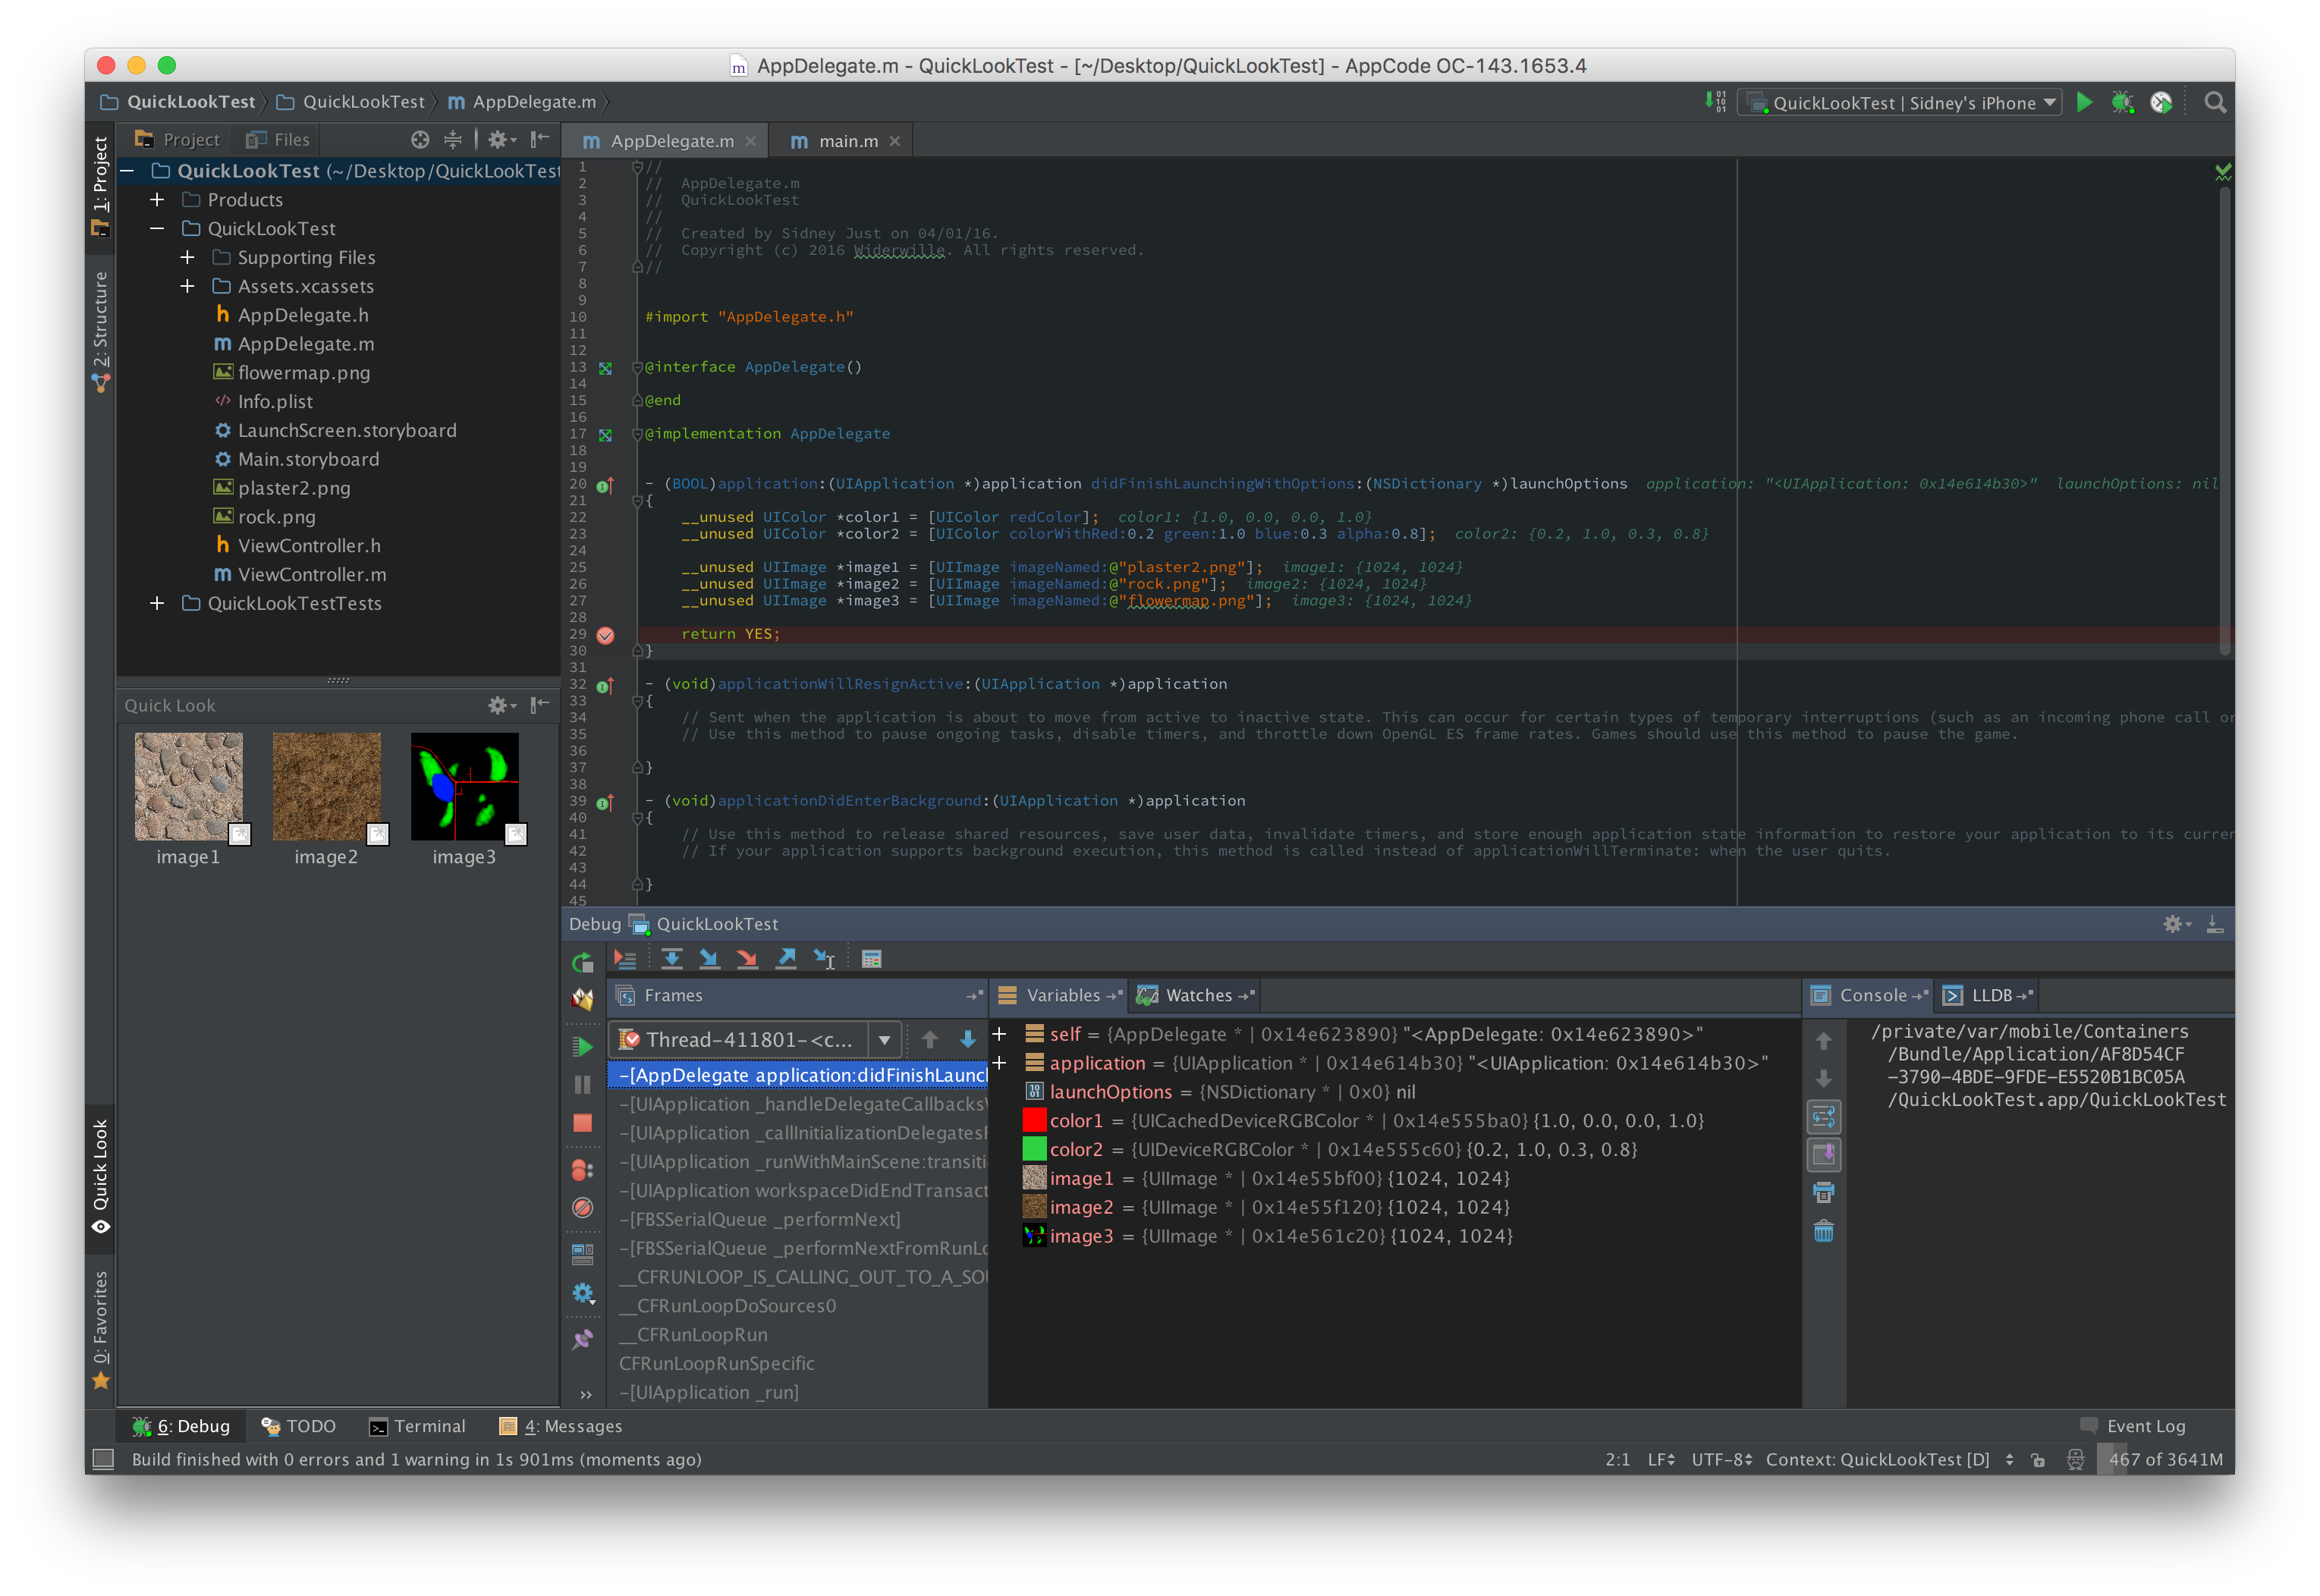 AppDelegate.m - QuickLookTest - [~/Desktop/QuickLookTest] - AppCode OC-143.1653.4
QuickLookTest QuickLookTest AppDelegate.m
QuickLookTest | Sidney's iPhone
1: Project
2: Structure
Quick Look
0: Favorites
Project Files
QuickLookTest (~/Desktop/QuickLookTest
Products
QuickLookTest
Supporting Files
Assets.xcassets
AppDelegate.h
AppDelegate.m
flowermap.png
Info.plist
LaunchScreen.storyboard
Main.storyboard
plaster2.png
rock.png
ViewController.h
ViewController.m
QuickLookTestTests
Quick Look
image1 image2 image3
AppDelegate.m main.m
1 //
2 // AppDelegate.m
3 // QuickLookTest
4 //
5 // Created by Sidney Just on 04/01/16.
6 // Copyright (c) 2016 Widerwille. All rights reserved.
7 //
8
9
10 #import "AppDelegate.h"
11
12
13 @interface AppDelegate()
14
15 @end
16
17 @implementation AppDelegate
18
19
20 - (BOOL)application:(UIApplication *)application didFinishLaunchingWithOptions:(NSDictionary *)launchOptions application: "<UIApplication: 0x14e614b30>" launchOptions: nil
21 {
22 __unused UIColor *color1 = [UIColor redColor]; color1: {1.0, 0.0, 0.0, 1.0}
23 __unused UIColor *color2 = [UIColor colorWithRed:0.2 green:1.0 blue:0.3 alpha:0.8]; color2: {0.2, 1.0, 0.3, 0.8}
24
25 __unused UIImage *image1 = [UIImage imageNamed:@"plaster2.png"]; image1: {1024, 1024}
26 __unused UIImage *image2 = [UIImage imageNamed:@"rock.png"]; image2: {1024, 1024}
27 __unused UIImage *image3 = [UIImage imageNamed:@"flowermap.png"]; image3: {1024, 1024}
28
29 return YES;
30 }
31
32 - (void)applicationWillResignActive:(UIApplication *)application
33 {
34 // Sent when the application is about to move from active to inactive state. This can occur for certain types of temporary interruptions (such as an incoming phone call or
35 // Use this method to pause ongoing tasks, disable timers, and throttle down OpenGL ES frame rates. Games should use this method to pause the game.
36
37 }
38
39 - (void)applicationDidEnterBackground:(UIApplication *)application
40 {
41 // Use this method to release shared resources, save user data, invalidate timers, and store enough application state information to restore your application to its curren
42 // If your application supports background execution, this method is called instead of applicationWillTerminate: when the user quits.
43
44 }
45
Debug QuickLookTest
Frames
Thread-411801-<c...
-[AppDelegate application:didFinishLaunc
-[UIApplication _handleDelegateCallbacksW
-[UIApplication _callInitializationDelegatesF
-[UIApplication _runWithMainScene:transitio
-[UIApplication workspaceDidEndTransact
-[FBSSerialQueue _performNext]
-[FBSSerialQueue _performNextFromRunLo
__CFRUNLOOP_IS_CALLING_OUT_TO_A_SOU
__CFRunLoopDoSources0
__CFRunLoopRun
CFRunLoopRunSpecific
-[UIApplication _run]
Variables Watches
self = {AppDelegate * | 0x14e623890} "<AppDelegate: 0x14e623890>"
application = {UIApplication * | 0x14e614b30} "<UIApplication: 0x14e614b30>"
launchOptions = {NSDictionary * | 0x0} nil
color1 = {UICachedDeviceRGBColor * | 0x14e555ba0} {1.0, 0.0, 0.0, 1.0}
color2 = {UIDeviceRGBColor * | 0x14e555c60} {0.2, 1.0, 0.3, 0.8}
image1 = {UIImage * | 0x14e55bf00} {1024, 1024}
image2 = {UIImage * | 0x14e55f120} {1024, 1024}
image3 = {UIImage * | 0x14e561c20} {1024, 1024}
Console LLDB
/private/var/mobile/Containers
/Bundle/Application/AF8D54CF
-3790-4BDE-9FDE-E5520B1BC05A
/QuickLookTest.app/QuickLookTest
6: Debug TODO Terminal 4: Messages Event Log
Build finished with 0 errors and 1 warning in 1s 901ms (moments ago) 2:1 LF UTF-8 Context: QuickLookTest [D] 467 of 3641M